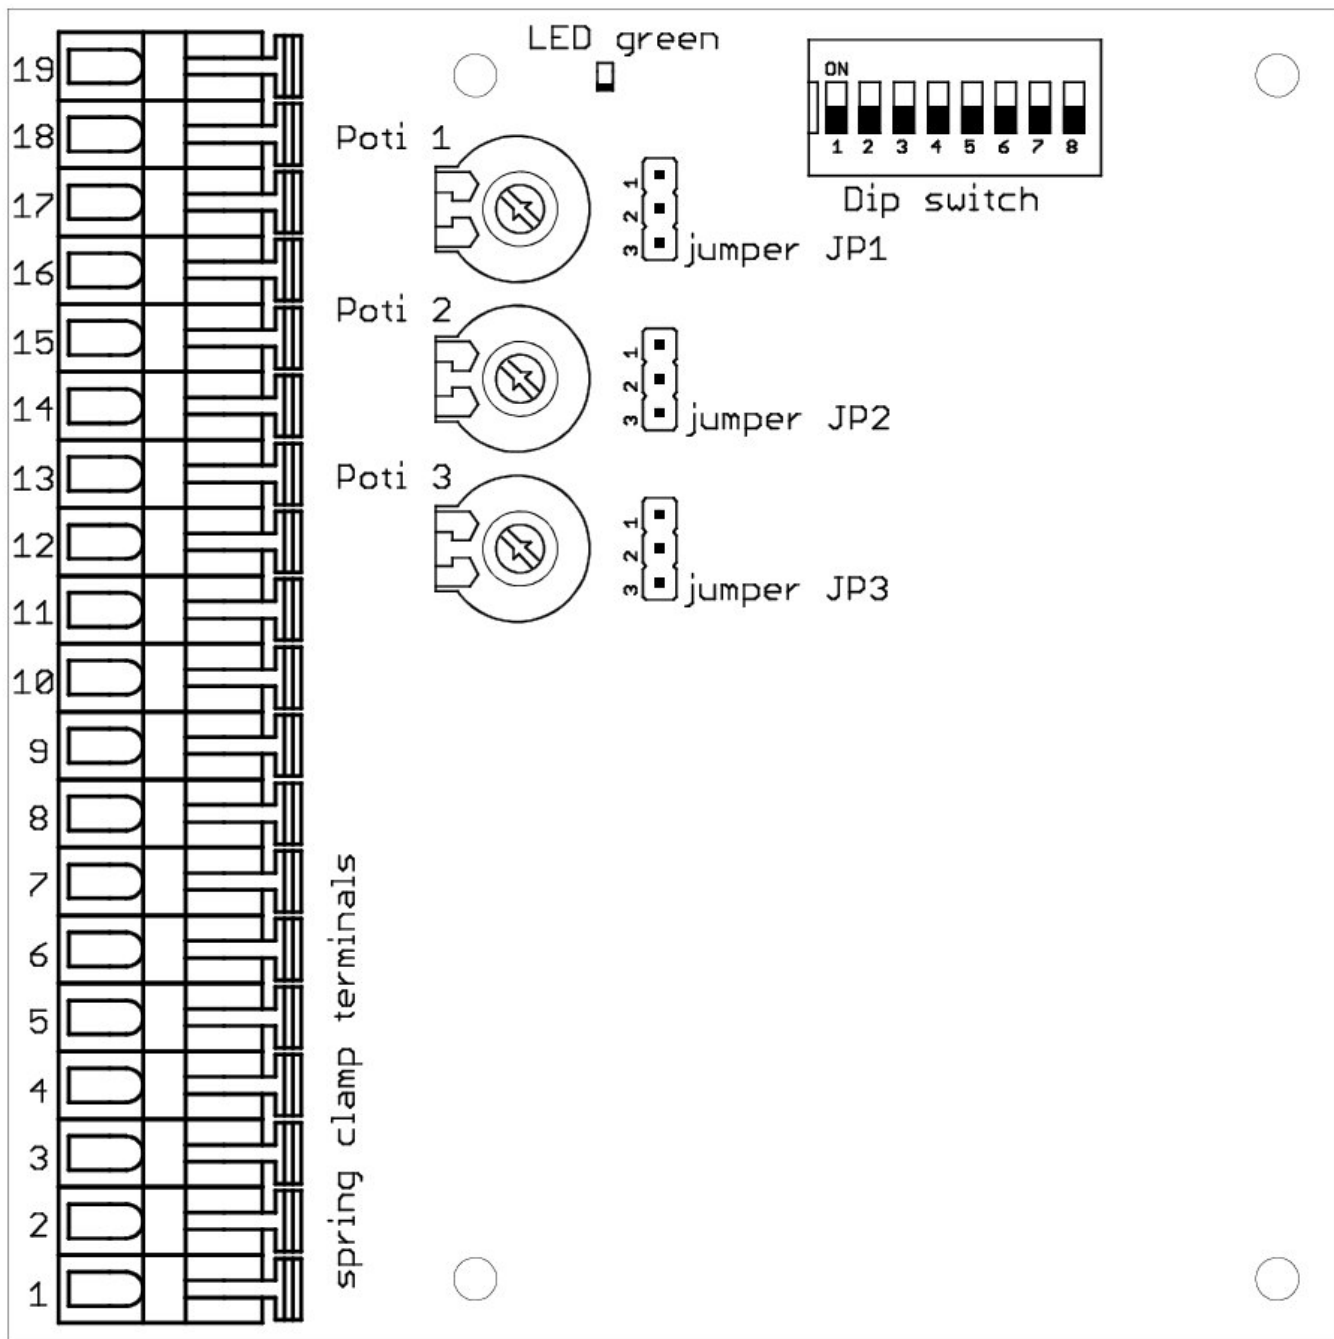 LED green
ON
1 2 3 4 5 6 7 8
Dip switch
Poti 1
1
2
3
jumper JP1
Poti 2
1
2
3
jumper JP2
Poti 3
1
2
3
jumper JP3
19
18
17
16
15
14
13
12
11
10
9
8
7
6
5
4
3
2
1
spring clamp terminals